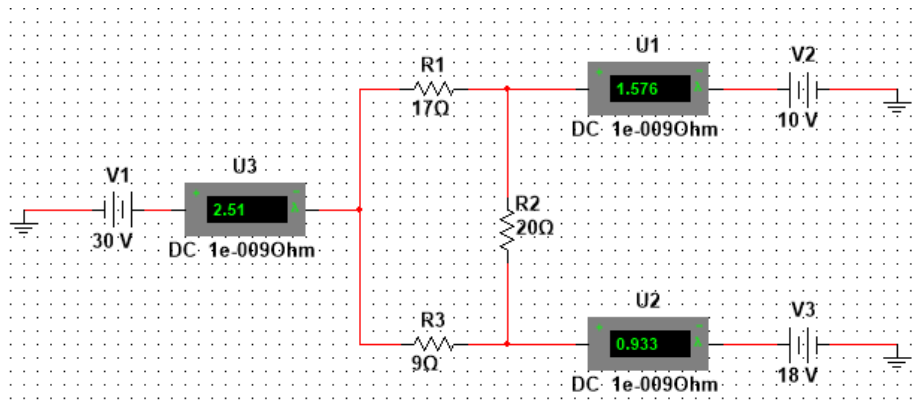 U1
V2
R1
1.576
17Ω
10 V
DC 1e-009Ohm
U3
V1
R2
2.51
20Ω
30 V
DC 1e-009Ohm
U2
V3
R3
0.933
9Ω
18 V
DC 1e-009Ohm